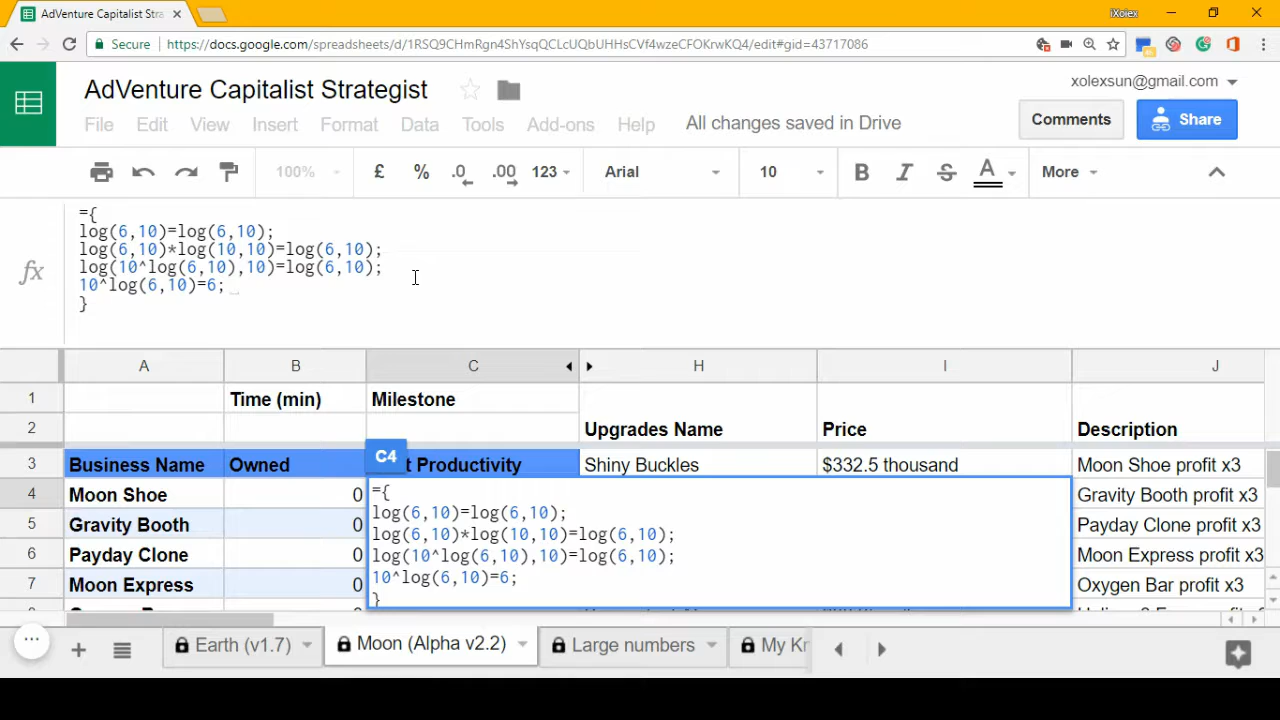 AdVenture Capitalist Stra
iXolex
Secure
https://docs.google.com/spreadsheets/d/1RSQ9CHmRgn4ShYsqQCLcUQbUHHsCVf4wzeCFOKrwKQ4/edit#gid=43717086
AdVenture Capitalist Strategist
xolexsun@gmail.com
File Edit View Insert Format Data Tools Add-ons Help All changes saved in Drive
Comments
Share
100% £ % .0 .00 123 Arial 10 B I S A More
fx
={
log(6,10)=log(6,10);
log(6,10)*log(10,10)=log(6,10);
log(10^log(6,10),10)=log(6,10);
10^log(6,10)=6;
}
A B C H I J
1 Time (min) Milestone
2 Upgrades Name Price Description
C4
3 Business Name Owned t Productivity Shiny Buckles $332.5 thousand Moon Shoe profit x3
4 Moon Shoe 0 Gravity Booth profit x3
5 Gravity Booth 0 Payday Clone profit x3
6 Payday Clone 0 Moon Express profit x3
7 Moon Express 0 Oxygen Bar profit x3
={
log(6,10)=log(6,10);
log(6,10)*log(10,10)=log(6,10);
log(10^log(6,10),10)=log(6,10);
10^log(6,10)=6;
}
Earth (v1.7) Moon (Alpha v2.2) Large numbers My Kr